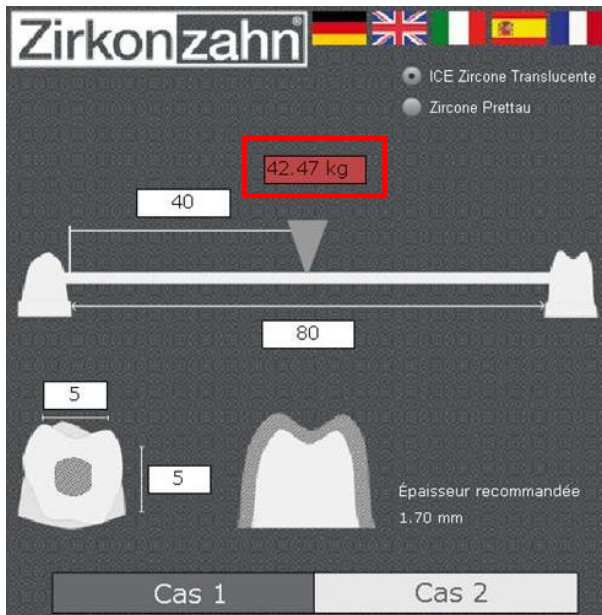 Zirkonzahn®
ICE Zircone Translucente
Zircone Prettau
42.47 kg
40
80
5
5
Épaisseur recommandée
1.70 mm
Cas 1
Cas 2